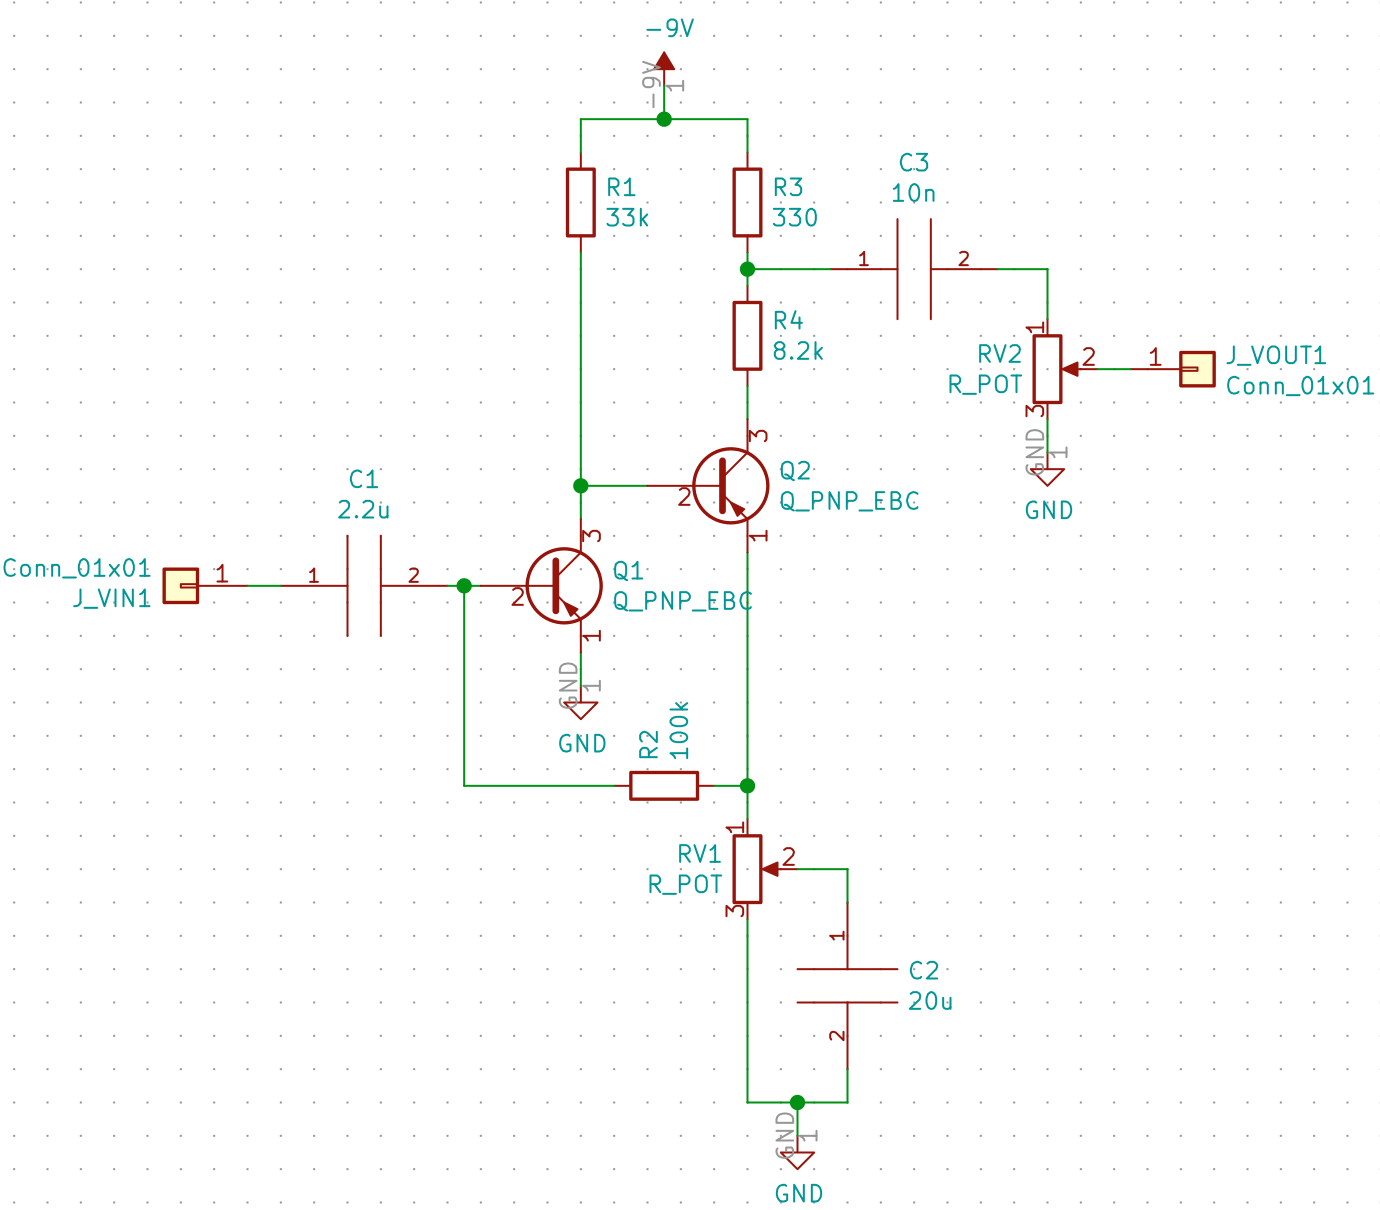 -9V
-9V
1
R1
33k
R3
330
C3
10n
1
2
R4
8.2k
1
RV2
R_POT
2
3
1
J_VOUT1
Conn_01x01
GND
1
GND
3
Q2
Q_PNP_EBC
2
1
C1
2.2u
Conn_01x01
J_VIN1
1
1
2
3
Q1
Q_PNP_EBC
2
1
GND
1
GND
R2
100k
1
RV1
R_POT
2
3
1
C2
20u
2
GND
1
GND